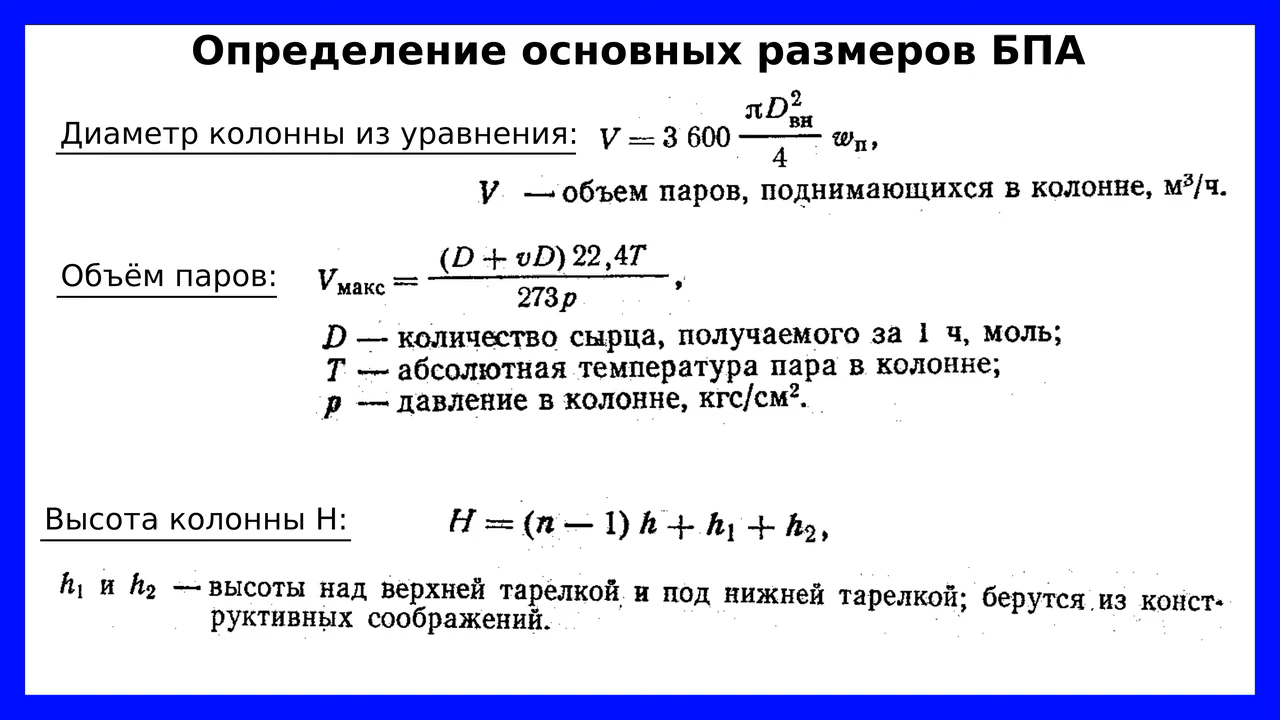 Определение основных размеров БПА
Диаметр колонны из уравнения: V = 3 600 πD²вн / 4 wп,
V — объем паров, поднимающихся в колонне, м³/ч.
Объём паров: Vмакс = (D + vD) 22,4T / 273p ,
D — количество сырца, получаемого за 1 ч, моль;
T — абсолютная температура пара в колонне;
p — давление в колонне, кгс/см².
Высота колонны Н: H = (n — 1) h + h₁ + h₂,
h₁ и h₂ — высоты над верхней тарелкой и под нижней тарелкой; берутся из конст-
руктивных соображений.